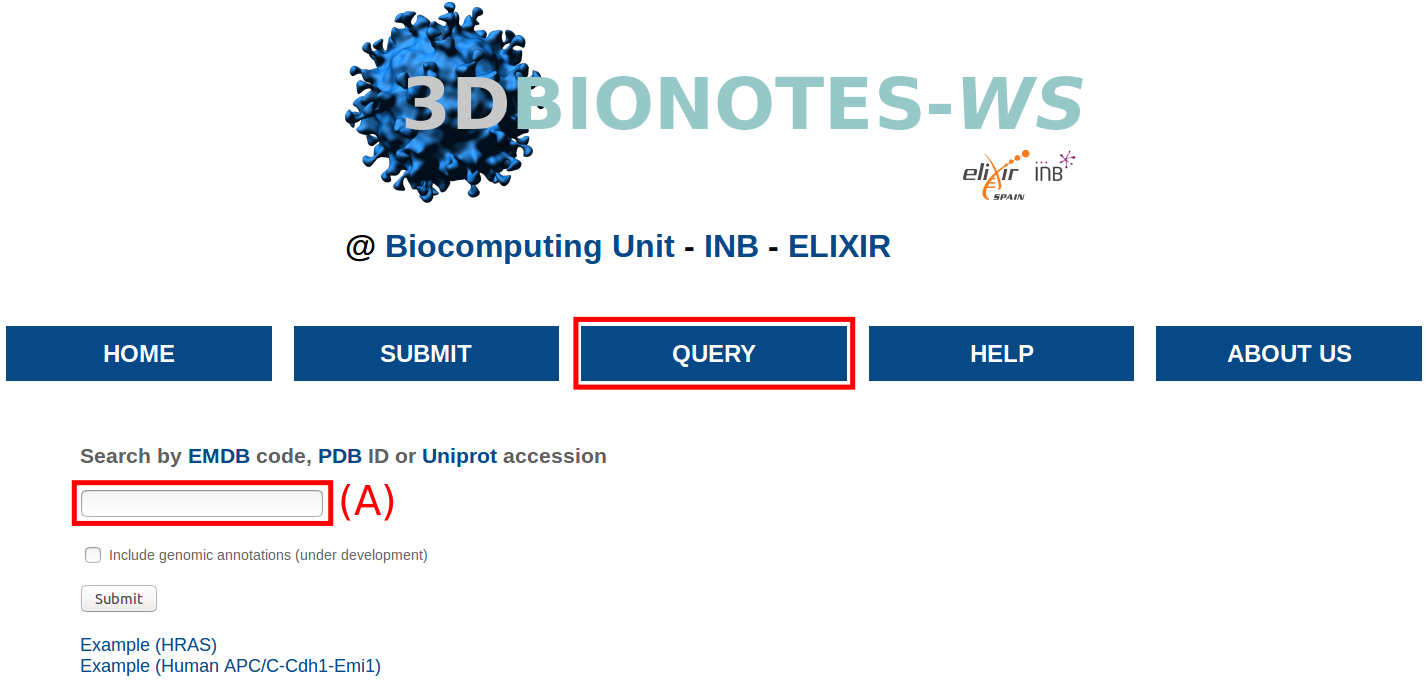 3DBIONOTES-WS
elixir INB
SPAIN
@ Biocomputing Unit - INB - ELIXIR
HOME SUBMIT QUERY HELP ABOUT US
Search by EMDB code, PDB ID or Uniprot accession
(A)
Include genomic annotations (under development)
Submit
Example (HRAS)
Example (Human APC/C-Cdh1-Emi1)